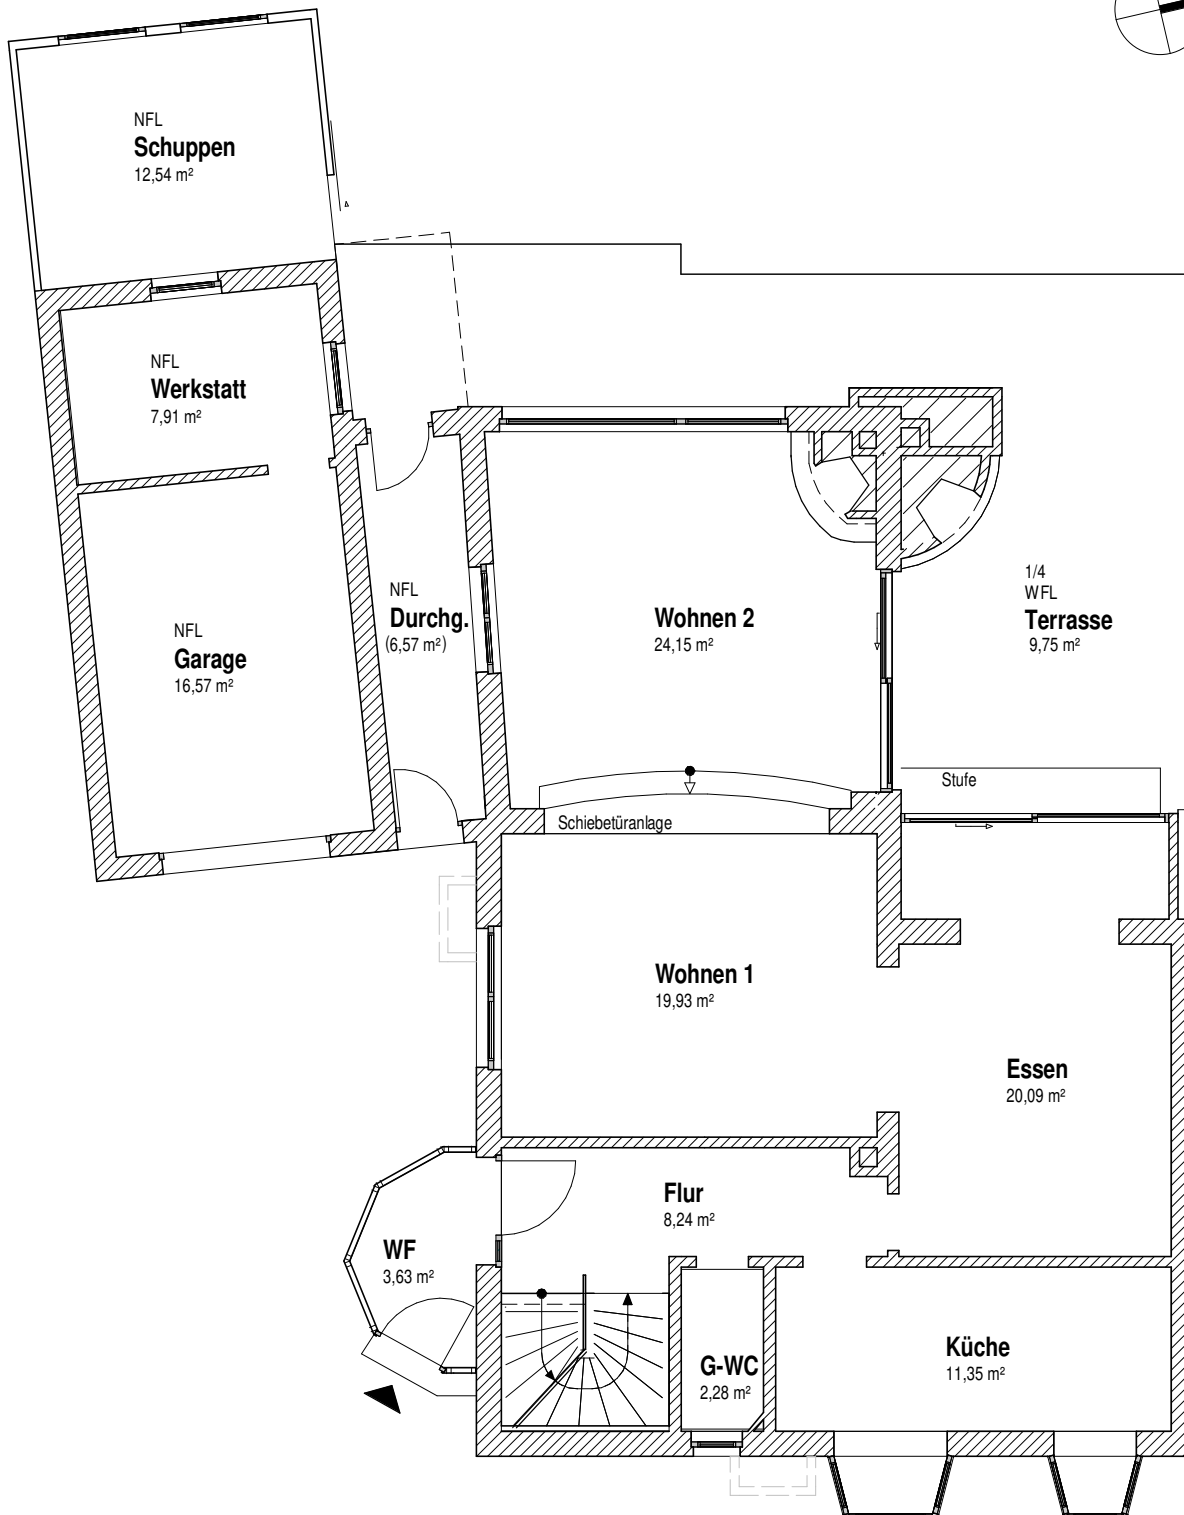 NFL
Schuppen
12,54 m²
NFL
Werkstatt
7,91 m²
NFL
Durchg.
(6,57 m²)
NFL
Garage
16,57 m²
Wohnen 2
24,15 m²
1/4
WFL
Terrasse
9,75 m²
Stufe
Schiebetüranlage
Wohnen 1
19,93 m²
Essen
20,09 m²
Flur
8,24 m²
WF
3,63 m²
G-WC
2,28 m²
Küche
11,35 m²